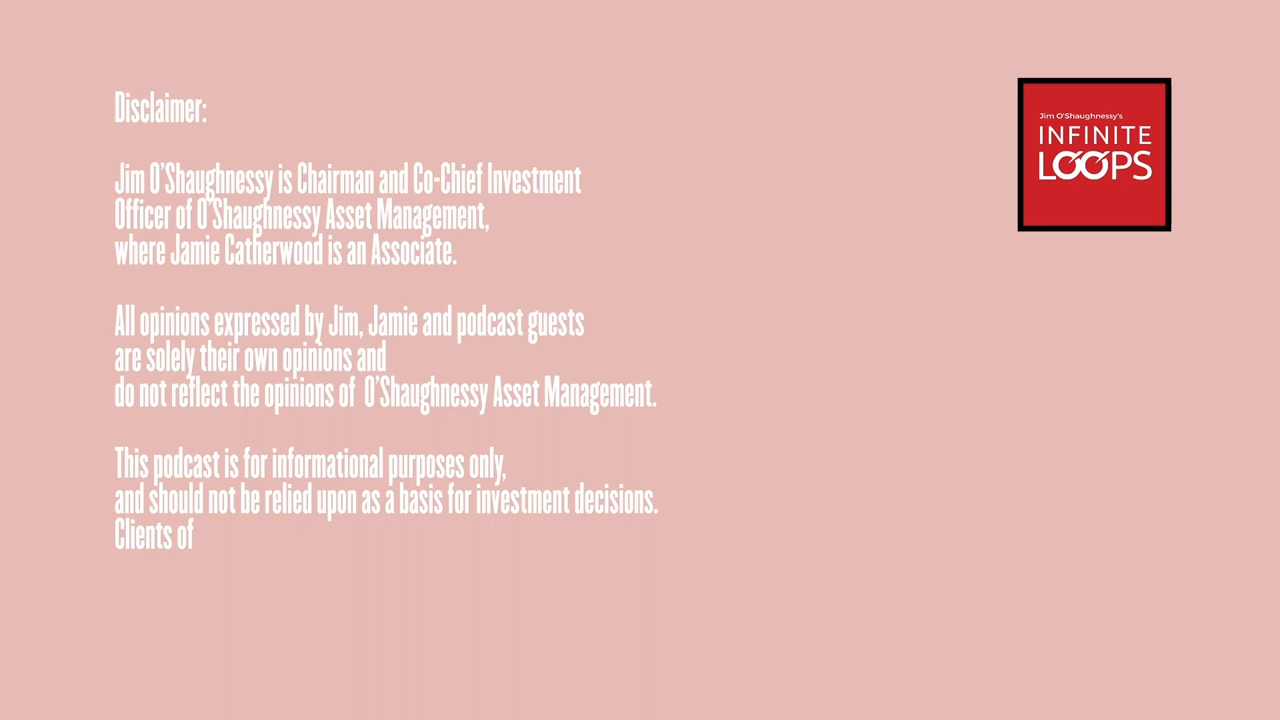 Disclaimer:
Jim O'Shaughnessy is Chairman and Co-Chief Investment
Officer of O'Shaughnessy Asset Management,
where Jamie Catherwood is an Associate.
All opinions expressed by Jim, Jamie and podcast guests
are solely their own opinions and
do not reflect the opinions of  O'Shaughnessy Asset Management.
This podcast is for informational purposes only,
and should not be relied upon as a basis for investment decisions.
Clients of
Jim O'Shaughnessy's
INFINITE
LOOPS